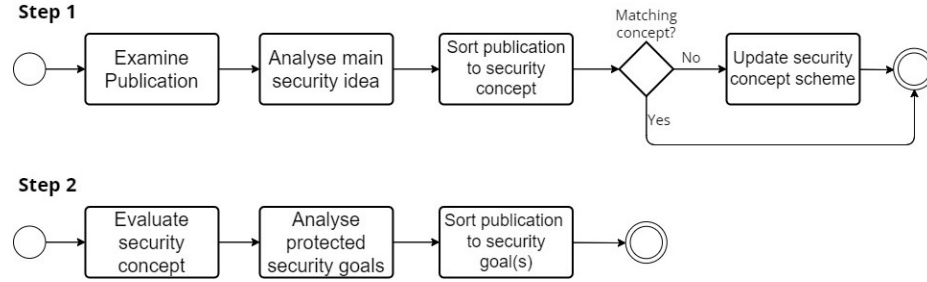 Step 1
Examine
Publication
Analyse main
security idea
Sort publication
to security
concept
Matching
concept?
No
Yes
Update security
concept scheme
Step 2
Evaluate
security
concept
Analyse
protected
security goals
Sort publication
to security
goal(s)